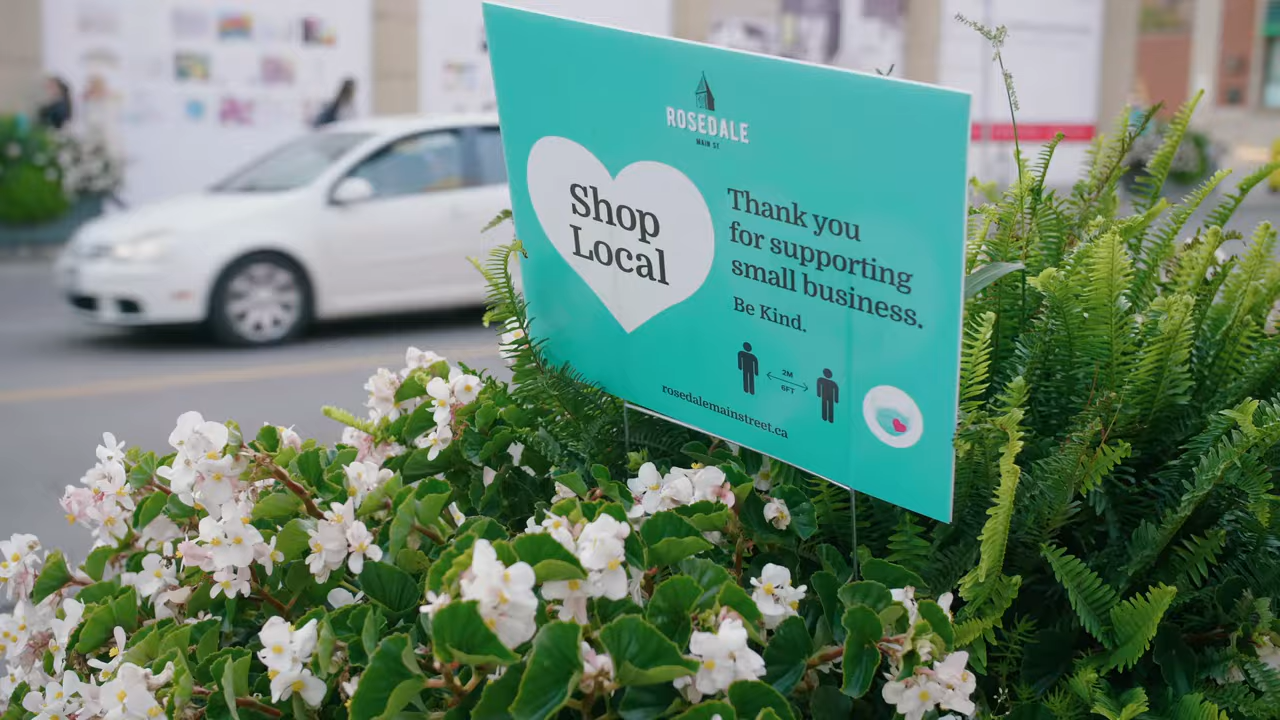 ROSEDALE
MAIN ST.
Shop
Local
Thank you
for supporting
small business.
Be Kind.
2M
6FT
rosedalemainstreet.ca